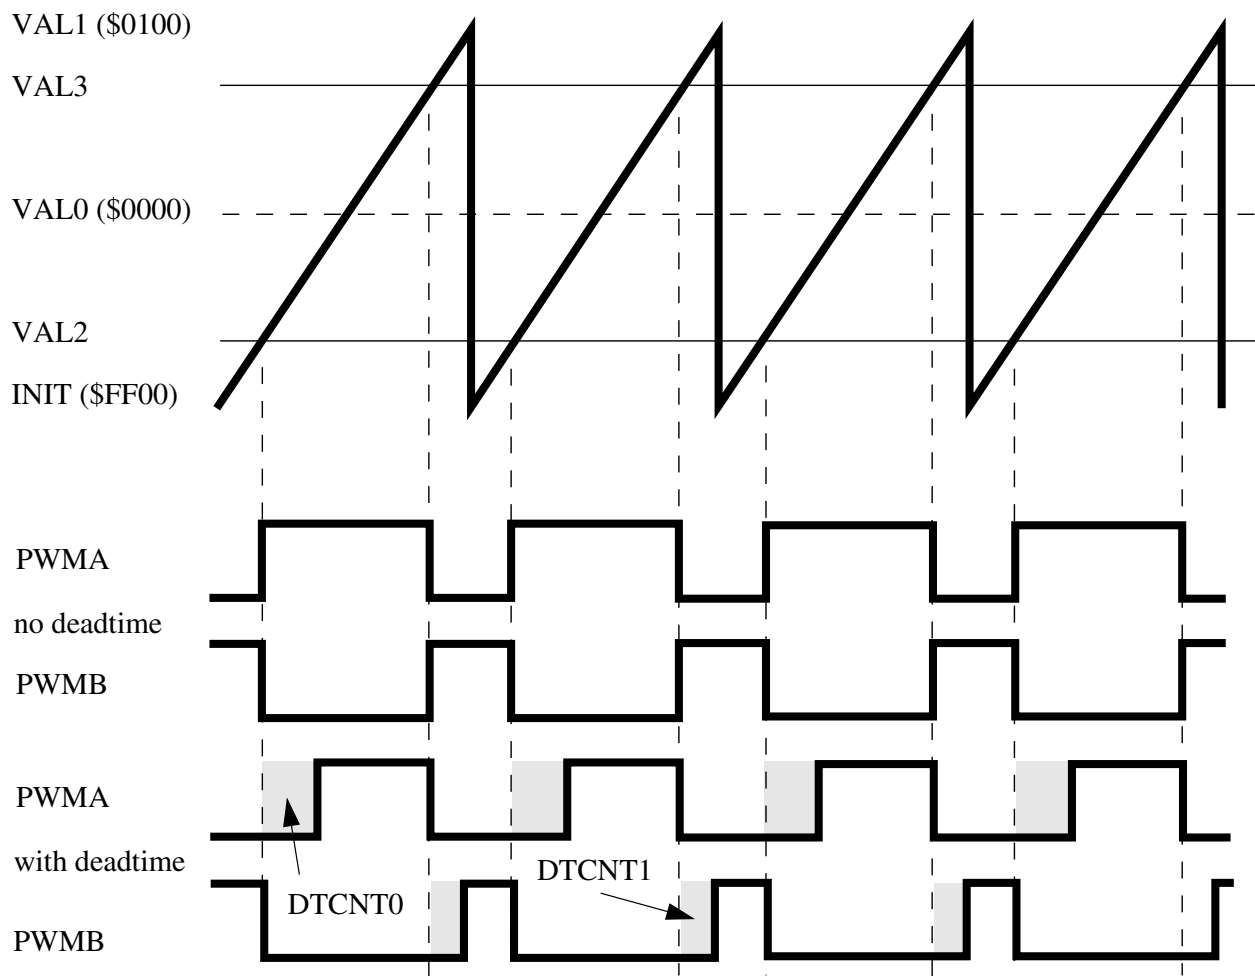 VAL1 ($0100)
VAL3
VAL0 ($0000)
VAL2
INIT ($FF00)
PWMA
no deadtime
PWMB
PWMA
with deadtime
DTCNT1
DTCNT0
PWMB